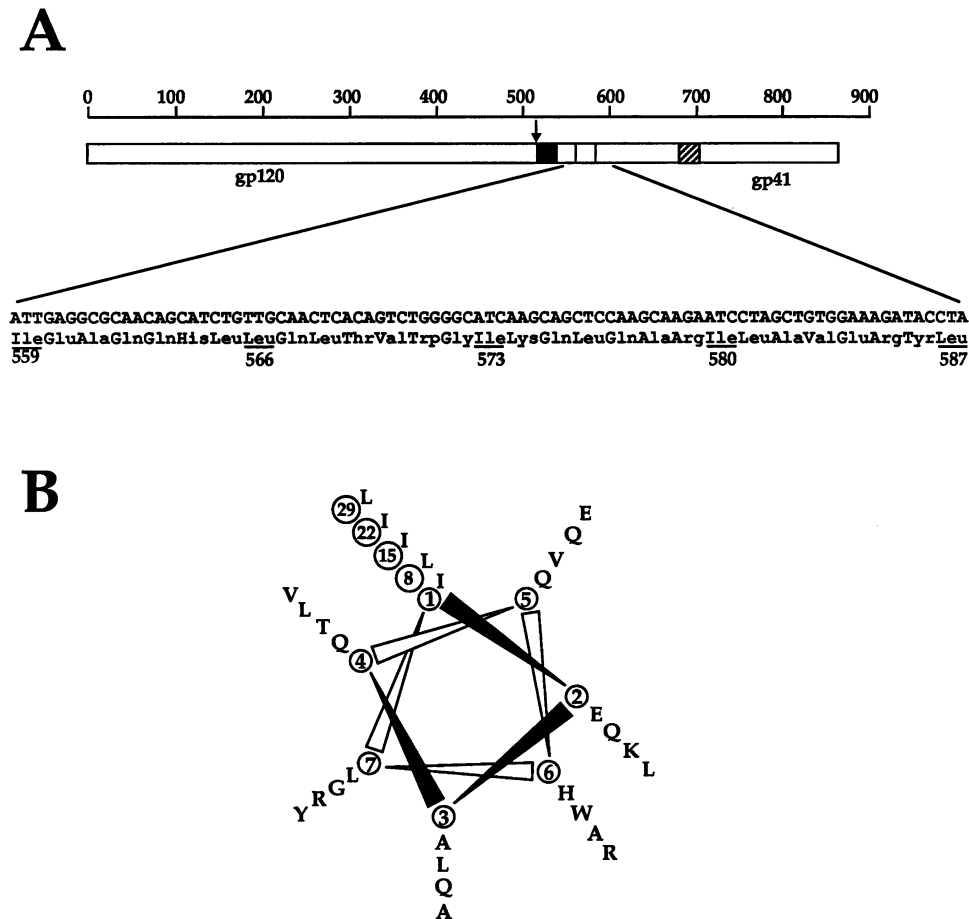 A
0 100 200 300 400 500 600 700 800 900
gp120 gp41
ATTGAGGCGCAACAGCATCTGTTGCAACTCACAGTCTGGGGCATCAAGCAGCTCCAAGCAAGAATCCTAGCTGTGGAAAGATACCTA
IleGluAlaGlnGlnHisLeuLeuGlnLeuThrValTrpGlyIleLysGlnLeuGlnAlaArgIleLeuAlaValGluArgTyrLeu
559 566 573 580 587
B
29 L
22 I
15 I
8 L
1 I
5 Q V Q E
4 Q T L V
2 E Q K L
7 L G R Y
6 H W A R
3
A
L
Q
A